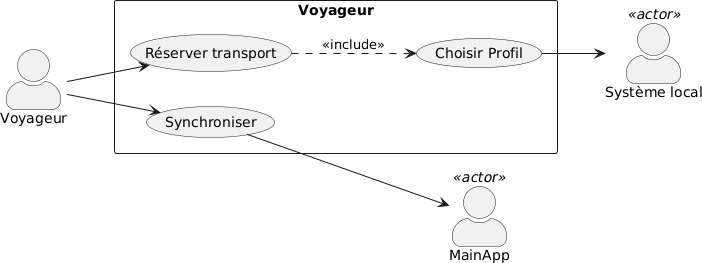 Voyageur
«actor»
Réserver transport
«include»
Choisir Profil
Système local
Voyageur
Synchroniser
«actor»
MainApp